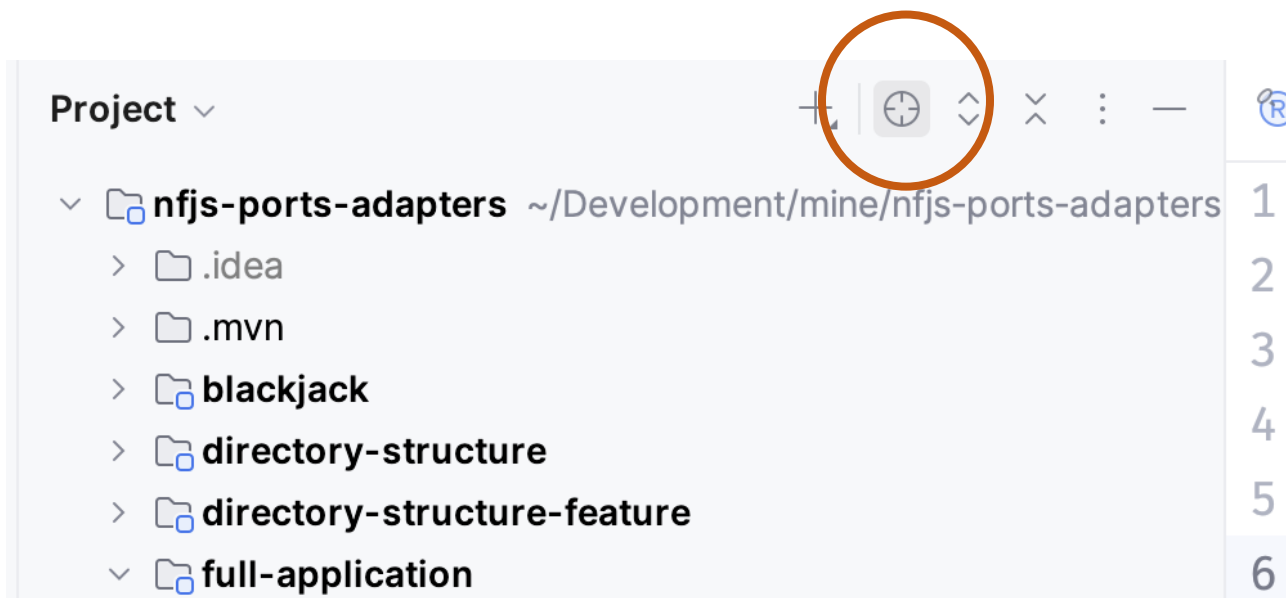 Project
R
nfjs-ports-adapters ~/Development/mine/nfjs-ports-adapters
1
.idea
2
.mvn
3
blackjack
4
directory-structure
5
directory-structure-feature
6
full-application